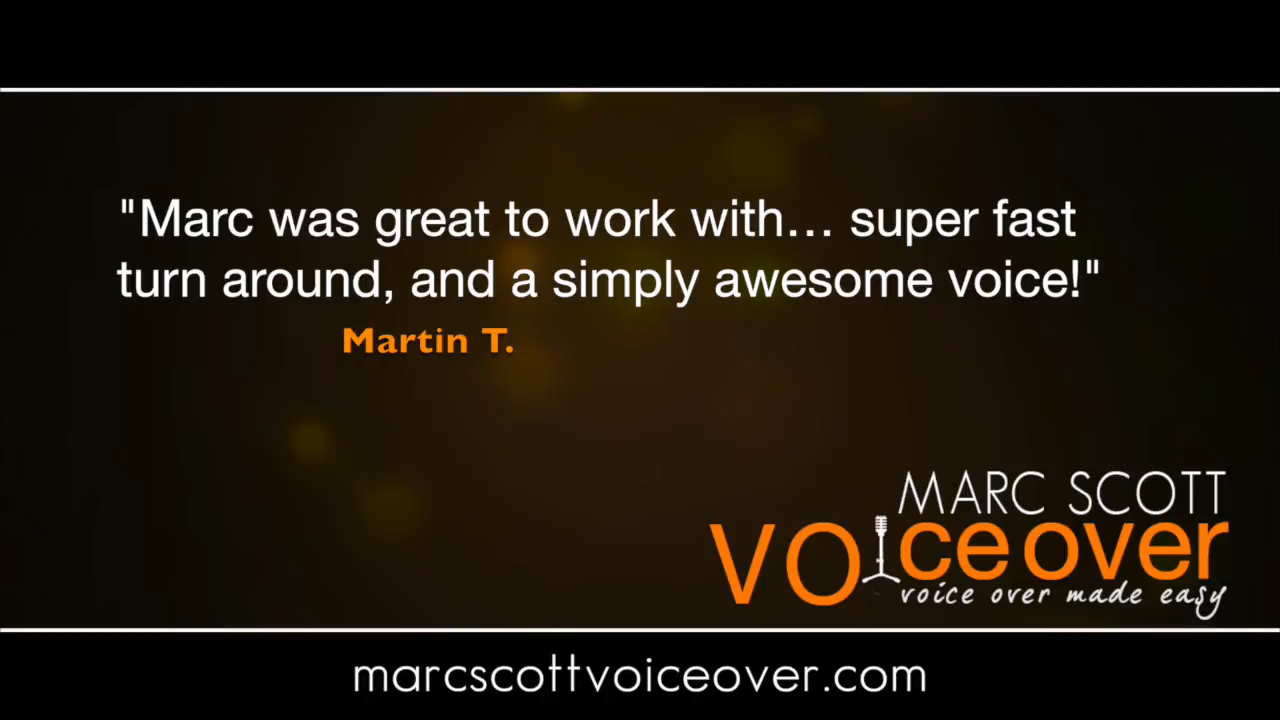 "Marc was great to work with... super fast
turn around, and a simply awesome voice!"
Martin T.
MARC SCOTT
VOiceover
voice over made easy
marcscottvoiceover.com